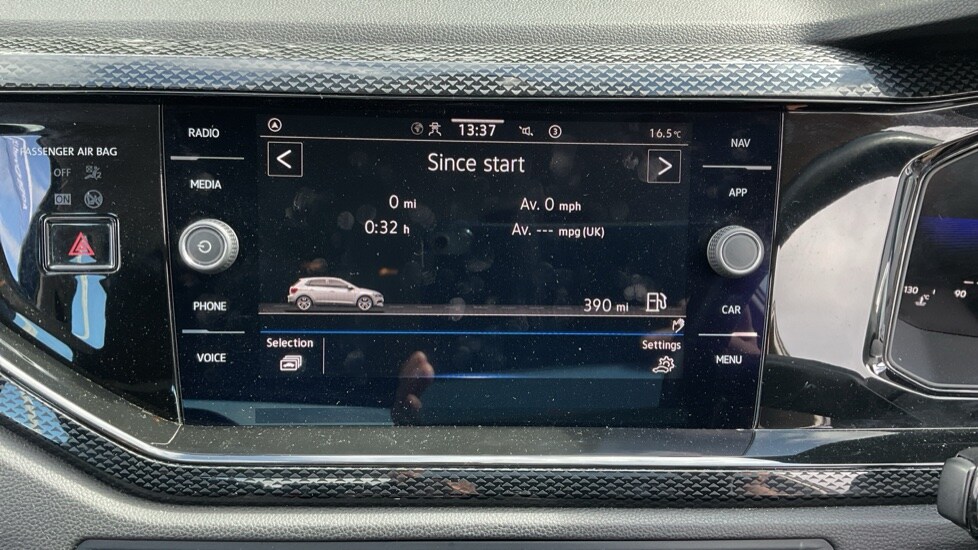 RADIO
MEDIA
PHONE
VOICE
PASSENGER AIR BAG
OFF
ON
13:37
3
16.5°C
<
Since start
>
0 mi
Av. 0 mph
0:32 h
Av. --- mpg (UK)
390 mi
Selection
Settings
NAV
APP
CAR
MENU
130
90